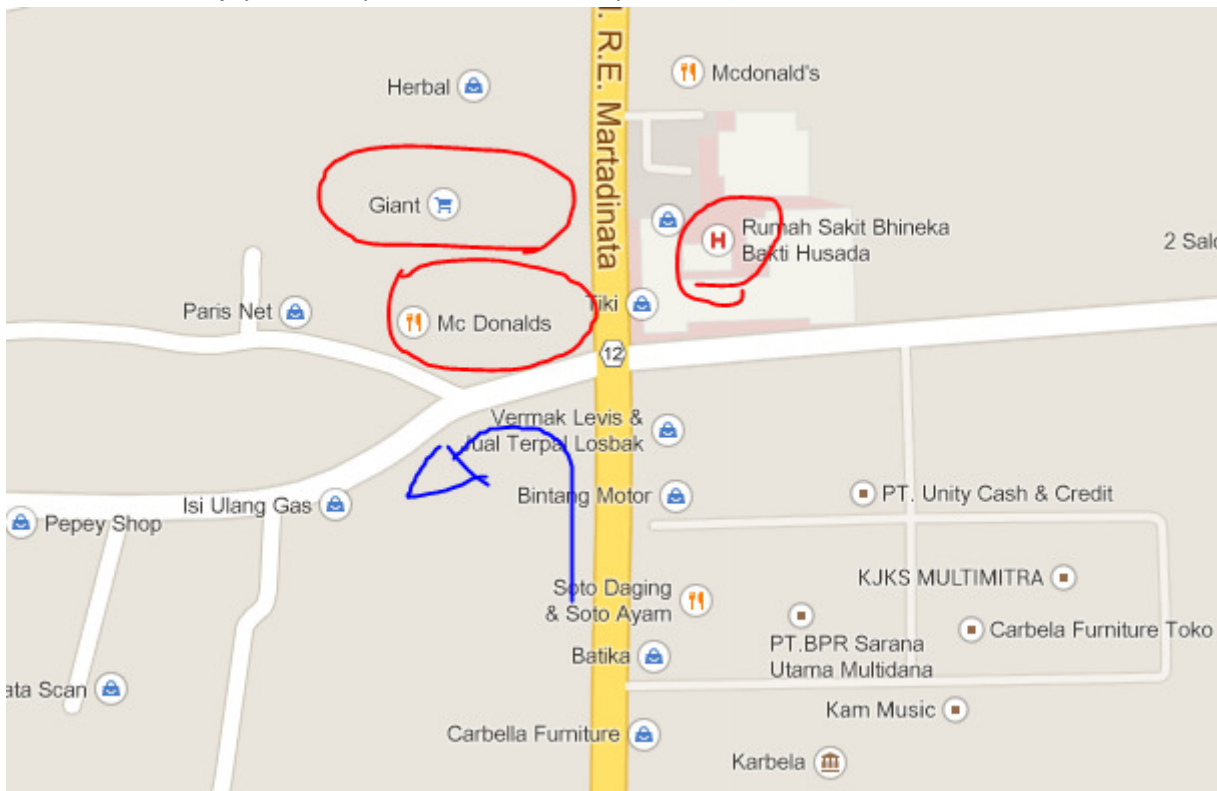 R.E. Martadinata
Mcdonald's
Herbal
Giant
H
Rumah Sakit Bhineka
Bakti Husada
2 Salo
Tiki
Paris Net
Mc Donalds
12
Vermak Levis &
Jual Terpal Losbak
Bintang Motor
PT. Unity Cash & Credit
Isi Ulang Gas
Pepey Shop
Soto Daging
& Soto Ayam
KJKS MULTIMITRA
PT.BPR Sarana
Utama Multidana
Carbela Furniture Toko
Batika
ata Scan
Kam Music
Carbella Furniture
Karbela